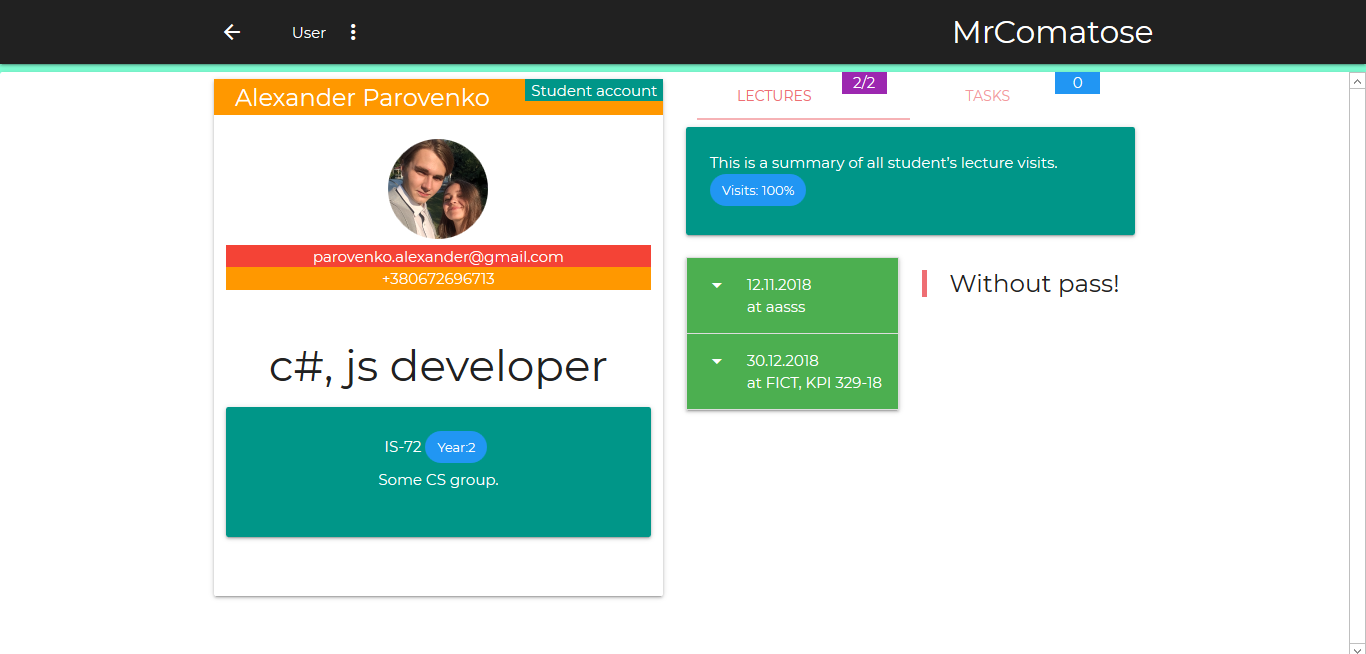 User
MrComatose
Alexander Parovenko
Student account
parovenko.alexander@gmail.com
+380672696713
c#, js developer
IS-72 Year:2
Some CS group.
LECTURES 2/2
TASKS 0
This is a summary of all student's lecture visits.
Visits: 100%
12.11.2018
at aasss
30.12.2018
at FICT, KPI 329-18
Without pass!